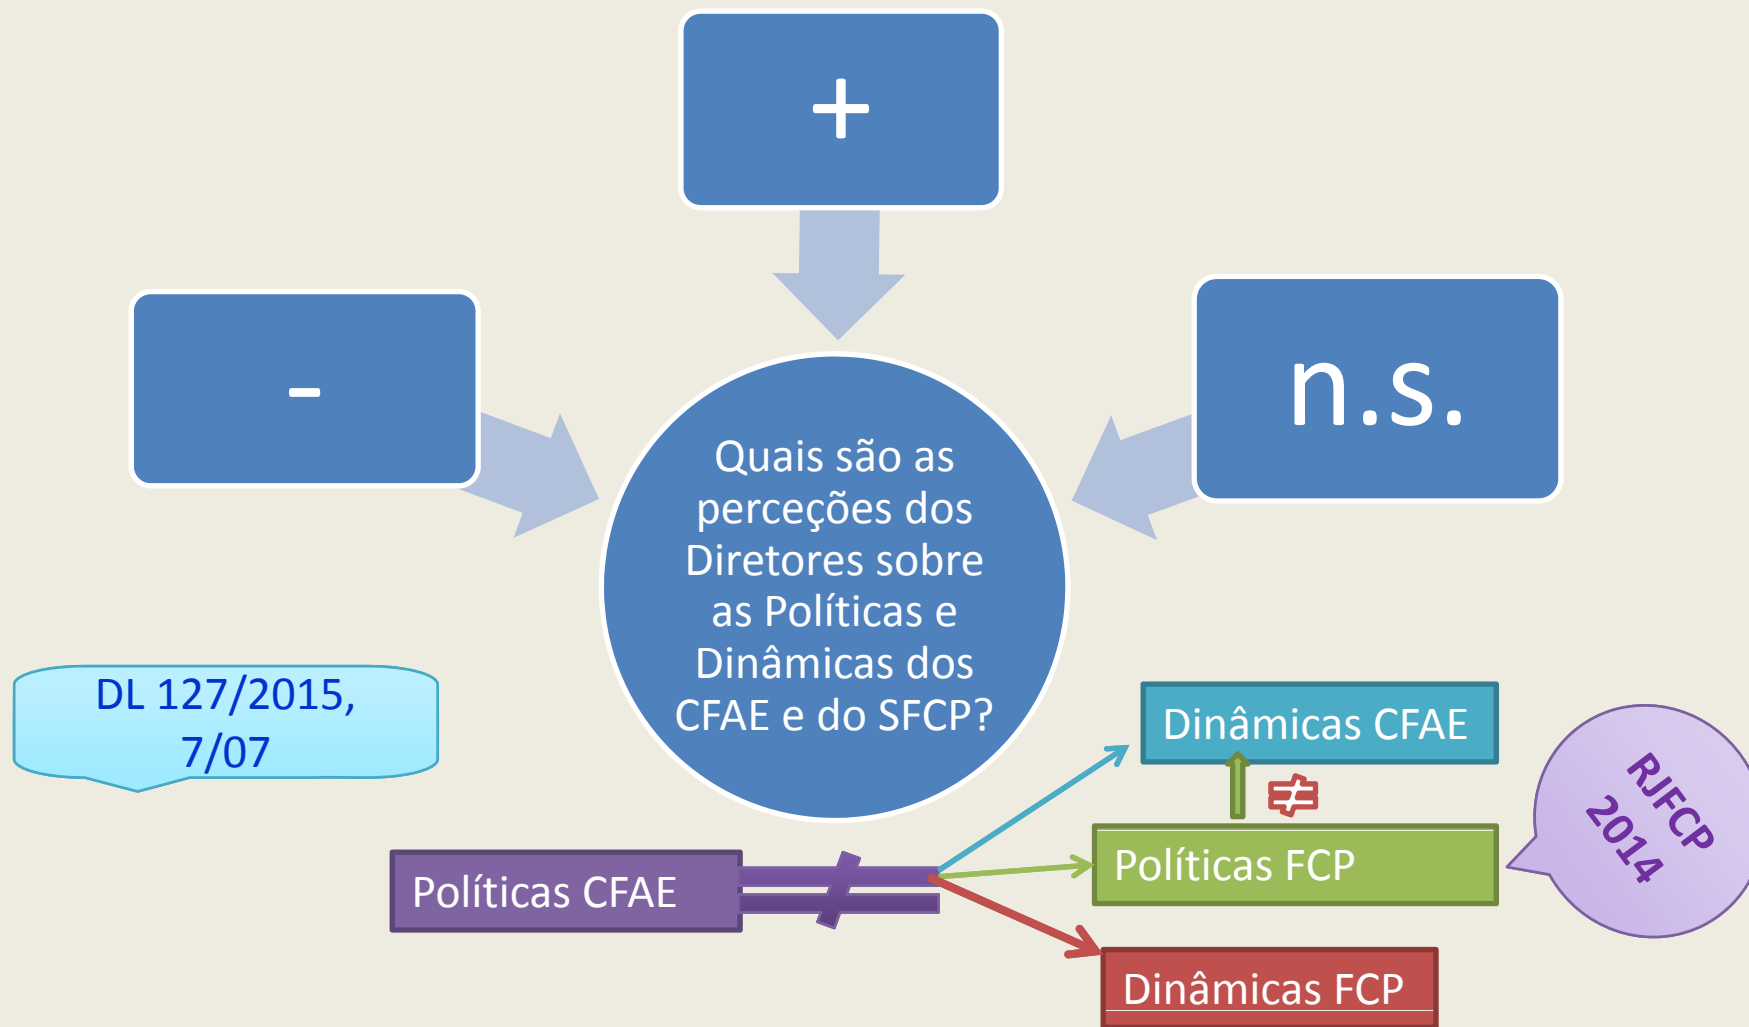 +
-
n.s.
Quais são as
perceções dos
Diretores sobre
as Políticas e
Dinâmicas dos
CFAE e do SFCP?
DL 127/2015,
7/07
Dinâmicas CFAE
≠
RJFCP
2014
Políticas FCP
Políticas CFAE
≠
Dinâmicas FCP